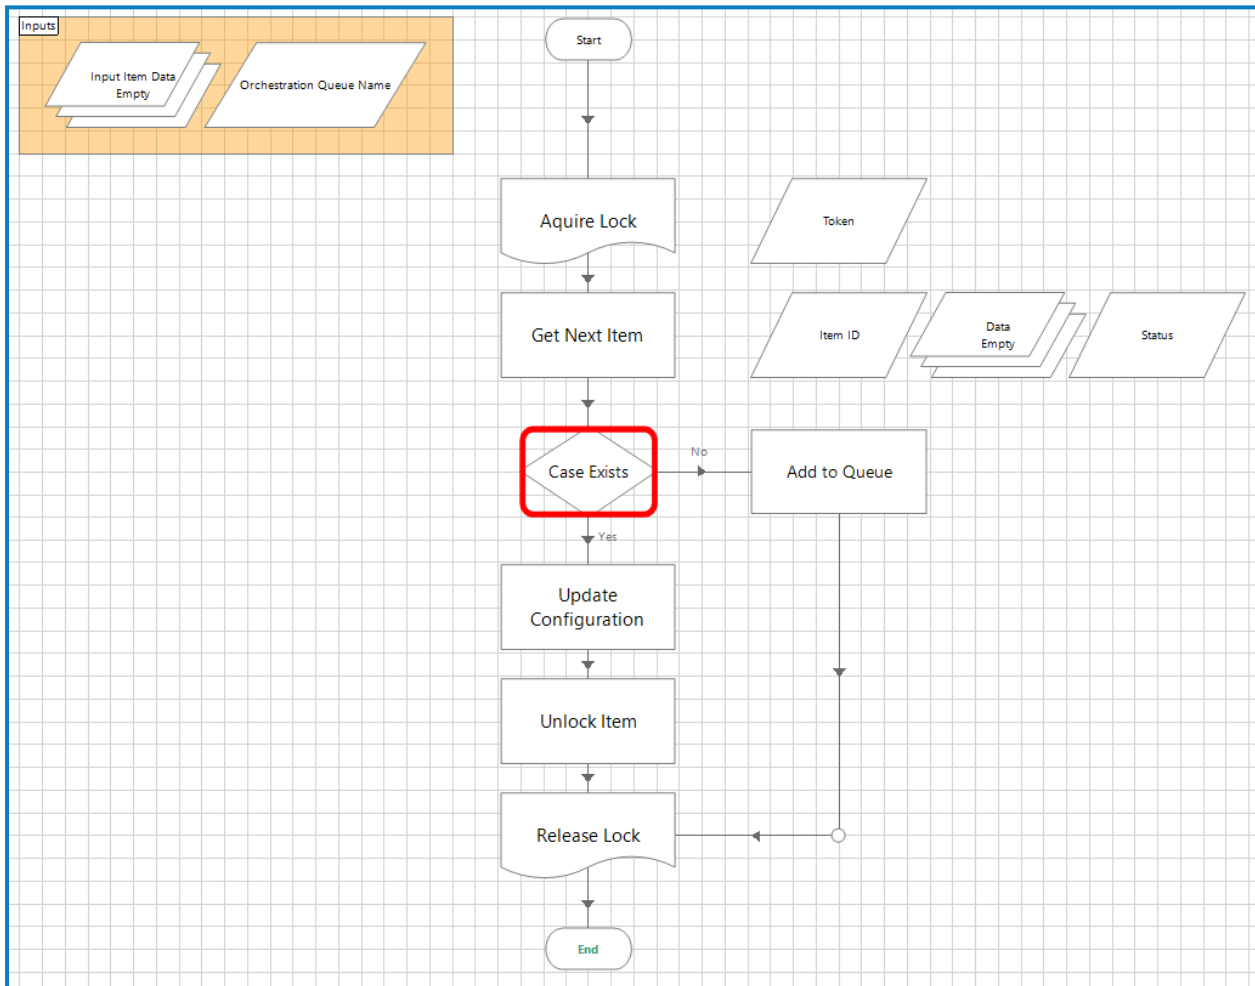 Inputs
Start
Input Item Data
Empty
Orchestration Queue Name
Aquire Lock
Token
Get Next Item
Item ID
Data
Empty
Status
Case Exists
No
Add to Queue
Yes
Update
Configuration
Unlock Item
Release Lock
End